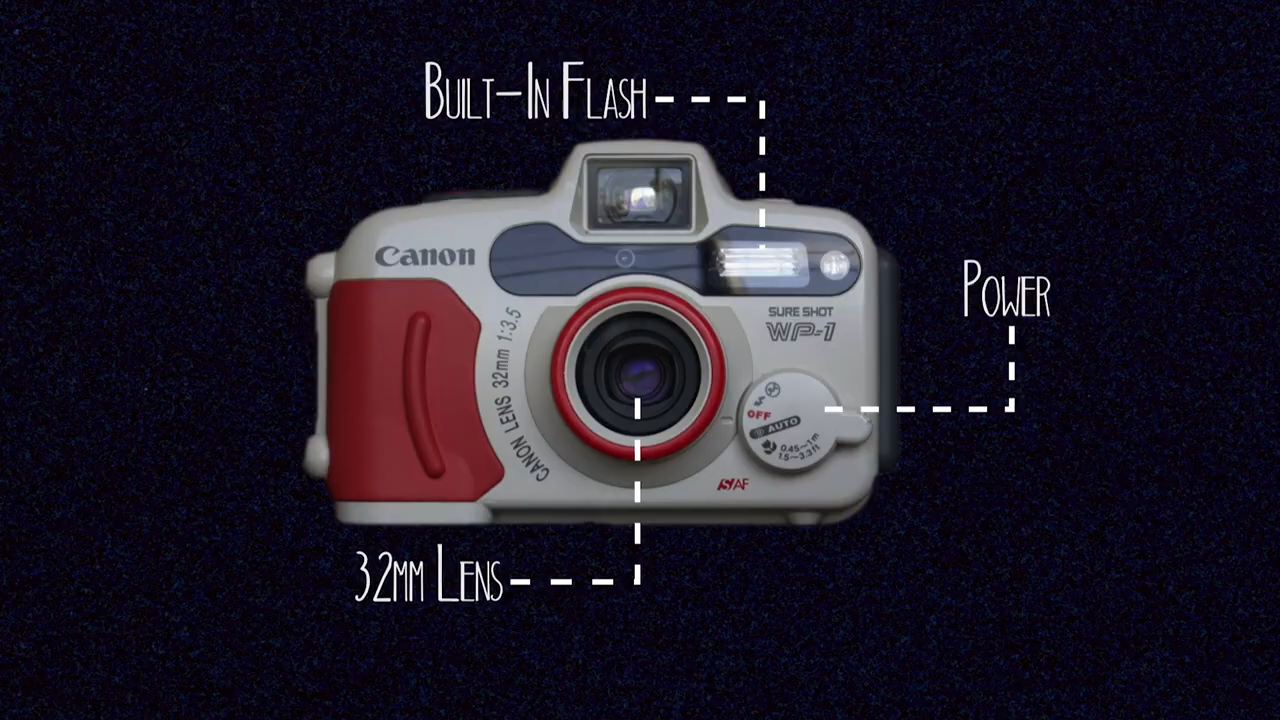 Built-In Flash
Canon
Power
SURE SHOT
WP-1
CANON LENS 32mm 1:3.5
OFF
AUTO
0.45~1m
1.5~3.3ft
S/AF
32mm Lens